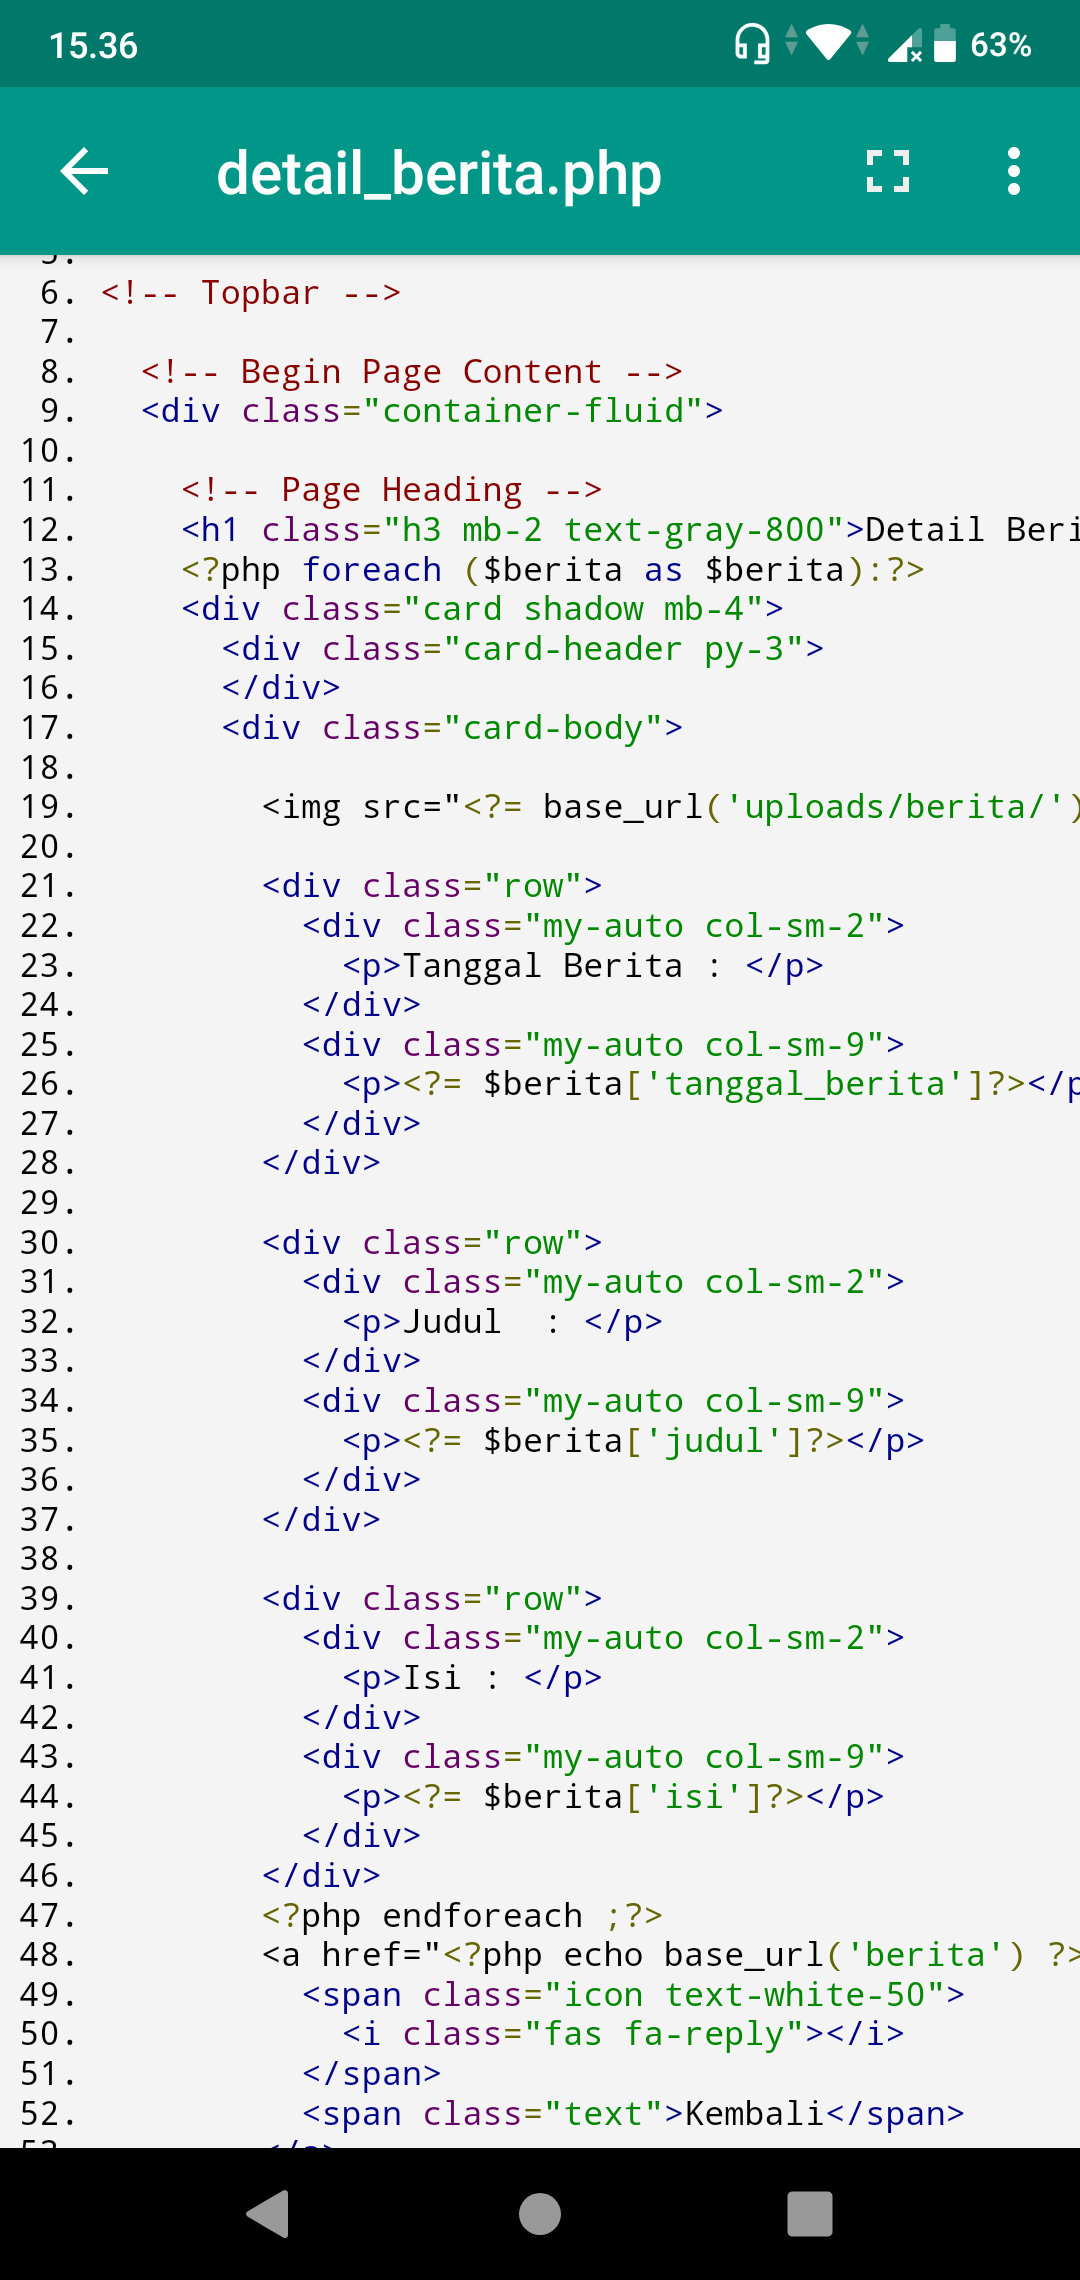 15.36
63%
detail_berita.php
5.
6. <!-- Topbar -->
7.
8. <!-- Begin Page Content -->
9. <div class="container-fluid">
10.
11. <!-- Page Heading -->
12. <h1 class="h3 mb-2 text-gray-800">Detail Beri
13. <?php foreach ($berita as $berita):?>
14. <div class="card shadow mb-4">
15. <div class="card-header py-3">
16. </div>
17. <div class="card-body">
18.
19. <img src="<?= base_url('uploads/berita/')
20.
21. <div class="row">
22. <div class="my-auto col-sm-2">
23. <p>Tanggal Berita : </p>
24. </div>
25. <div class="my-auto col-sm-9">
26. <p><?= $berita['tanggal_berita']?></p
27. </div>
28. </div>
29.
30. <div class="row">
31. <div class="my-auto col-sm-2">
32. <p>Judul  : </p>
33. </div>
34. <div class="my-auto col-sm-9">
35. <p><?= $berita['judul']?></p>
36. </div>
37. </div>
38.
39. <div class="row">
40. <div class="my-auto col-sm-2">
41. <p>Isi : </p>
42. </div>
43. <div class="my-auto col-sm-9">
44. <p><?= $berita['isi']?></p>
45. </div>
46. </div>
47. <?php endforeach ;?>
48. <a href="<?php echo base_url('berita') ?>
49. <span class="icon text-white-50">
50. <i class="fas fa-reply"></i>
51. </span>
52. <span class="text">Kembali</span>
53. </a>